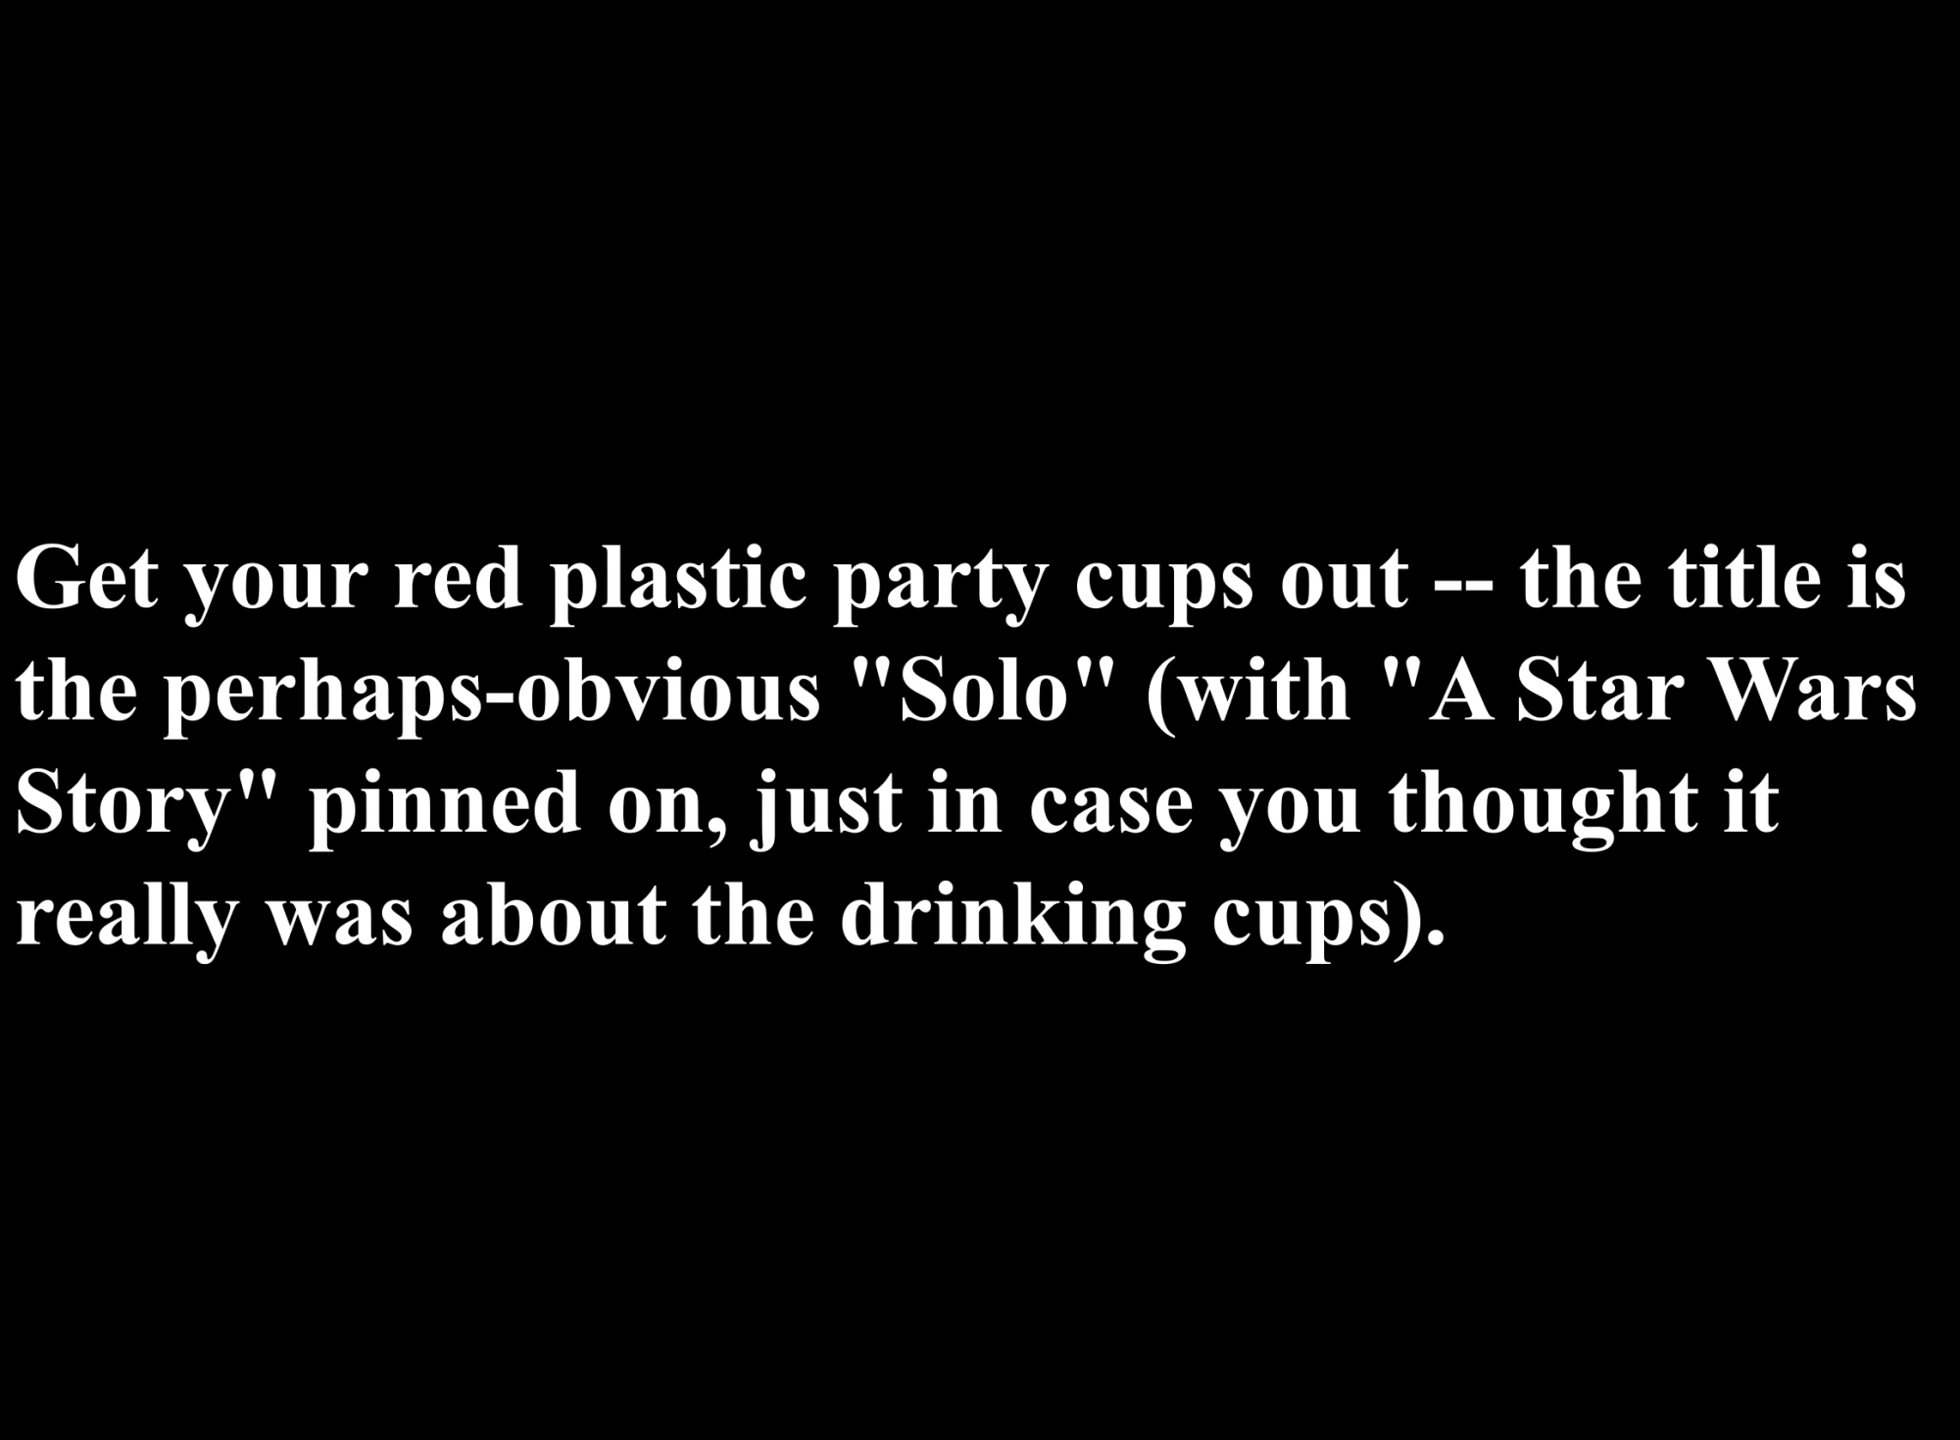 Get your red plastic party cups out -- the title is
the perhaps-obvious "Solo" (with "A Star Wars
Story" pinned on, just in case you thought it
really was about the drinking cups).